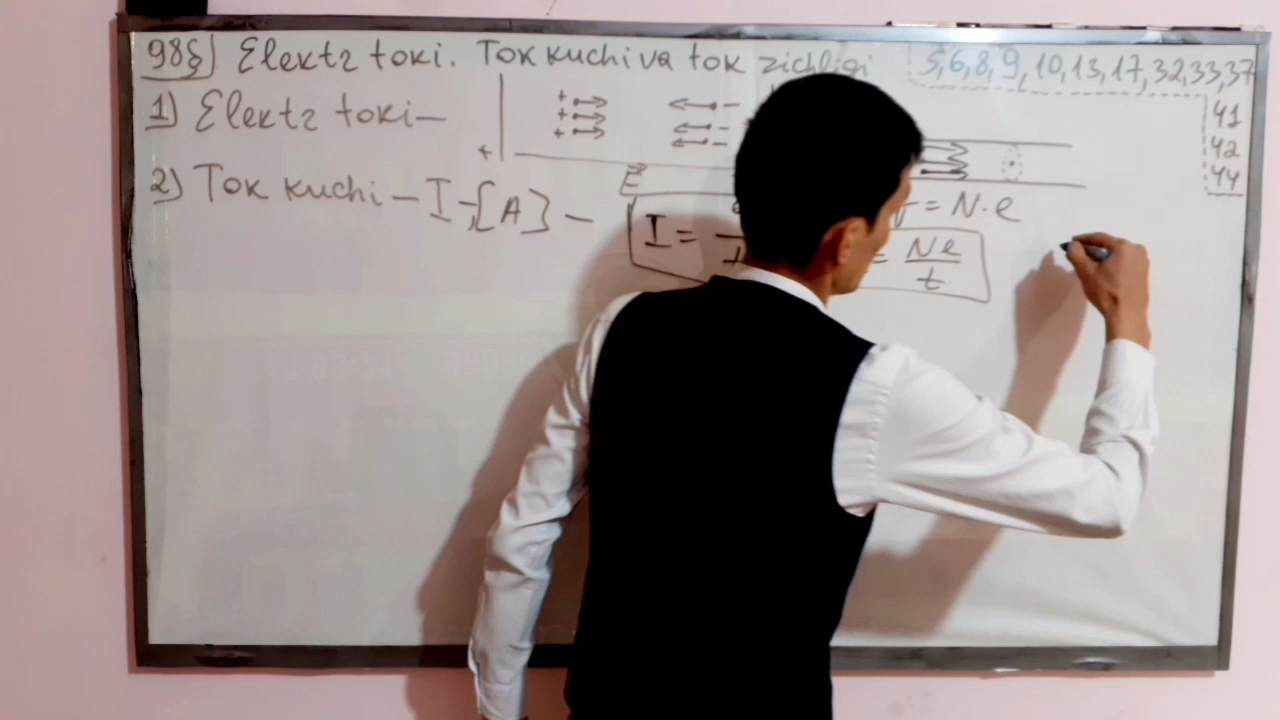 98§) Elektr toki. Tok kuchi va tok zichligi
5,6,8,9,10,13,17,32,33,37
41
42
44
1) Elektr toki—
+ + + - - -
+
E
2) Tok kuchi — I ;[A] —
= N·e
I =
= Ne/t